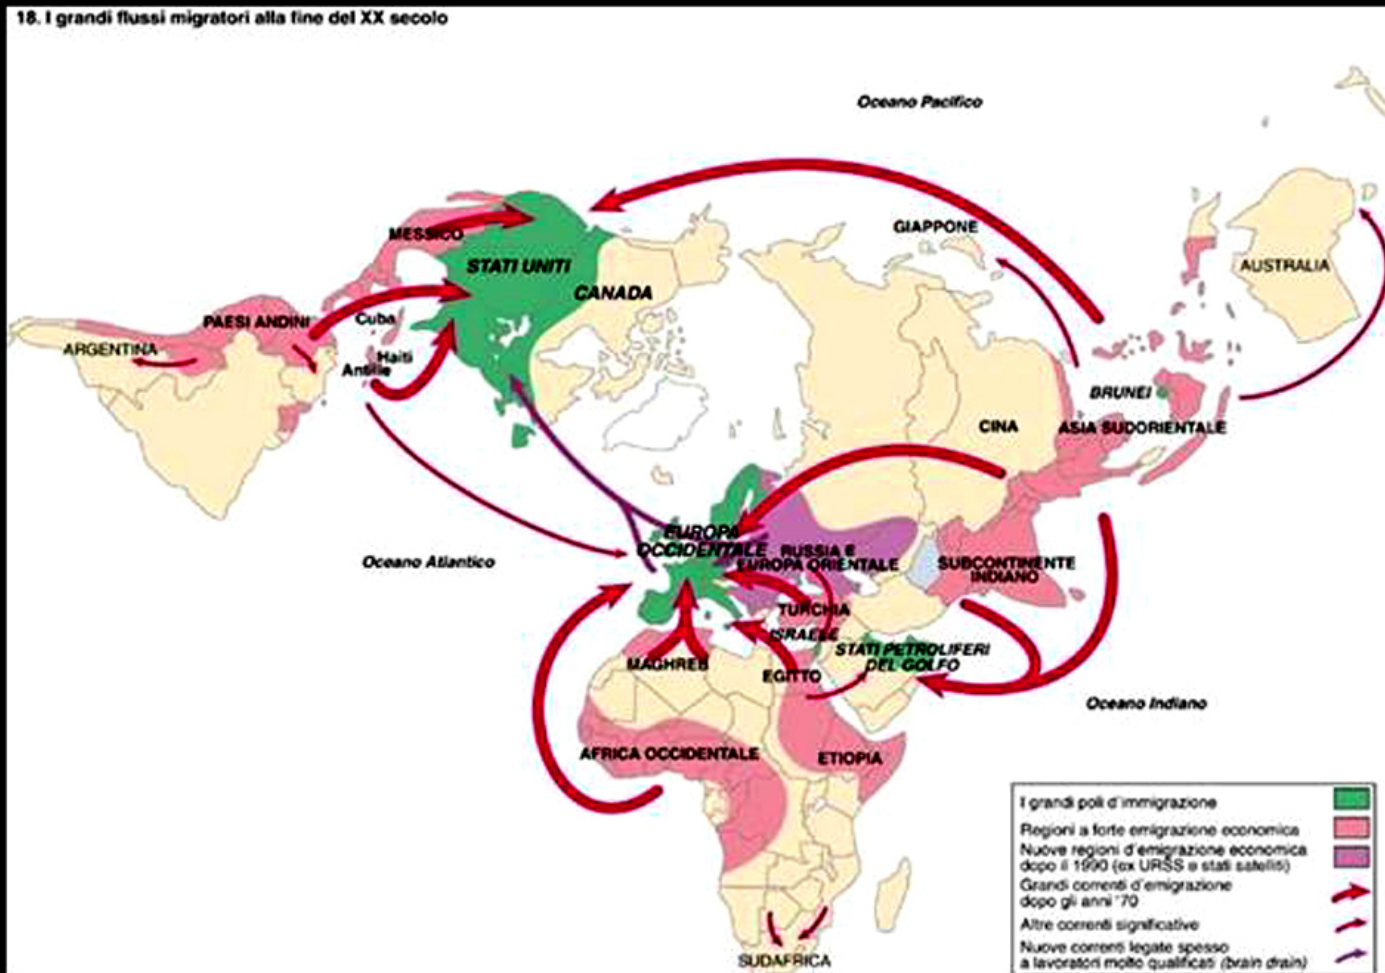 18. I grandi flussi migratori alla fine del XX secolo
Oceano Pacifico
GIAPPONE
MESSICO
STATI UNITI
AUSTRALIA
CANADA
Cuba
PAESI ANDINI
ARGENTINA
Haiti
Antille
BRUNEI
CINA
ASIA SUDORIENTALE
EUROPA
OCCIDENTALE
RUSSIA E
EUROPA ORIENTALE
Oceano Atlantico
SUBCONTINENTE
INDIANO
TURCHIA
ISRAELE
STATI PETROLIFERI
DEL GOLFO
MAGHREB
EGITTO
Oceano Indiano
AFRICA OCCIDENTALE
ETIOPIA
SUDAFRICA
I grandi poli d'immigrazione
Regioni a forte emigrazione economica
Nuove regioni d'emigrazione economica
dopo il 1990 (ex URSS e stati satelliti)
Grandi correnti d'emigrazione
dopo gli anni '70
Altre correnti significative
Nuove correnti legate spesso
a lavoratori molto qualificati (brain drain)